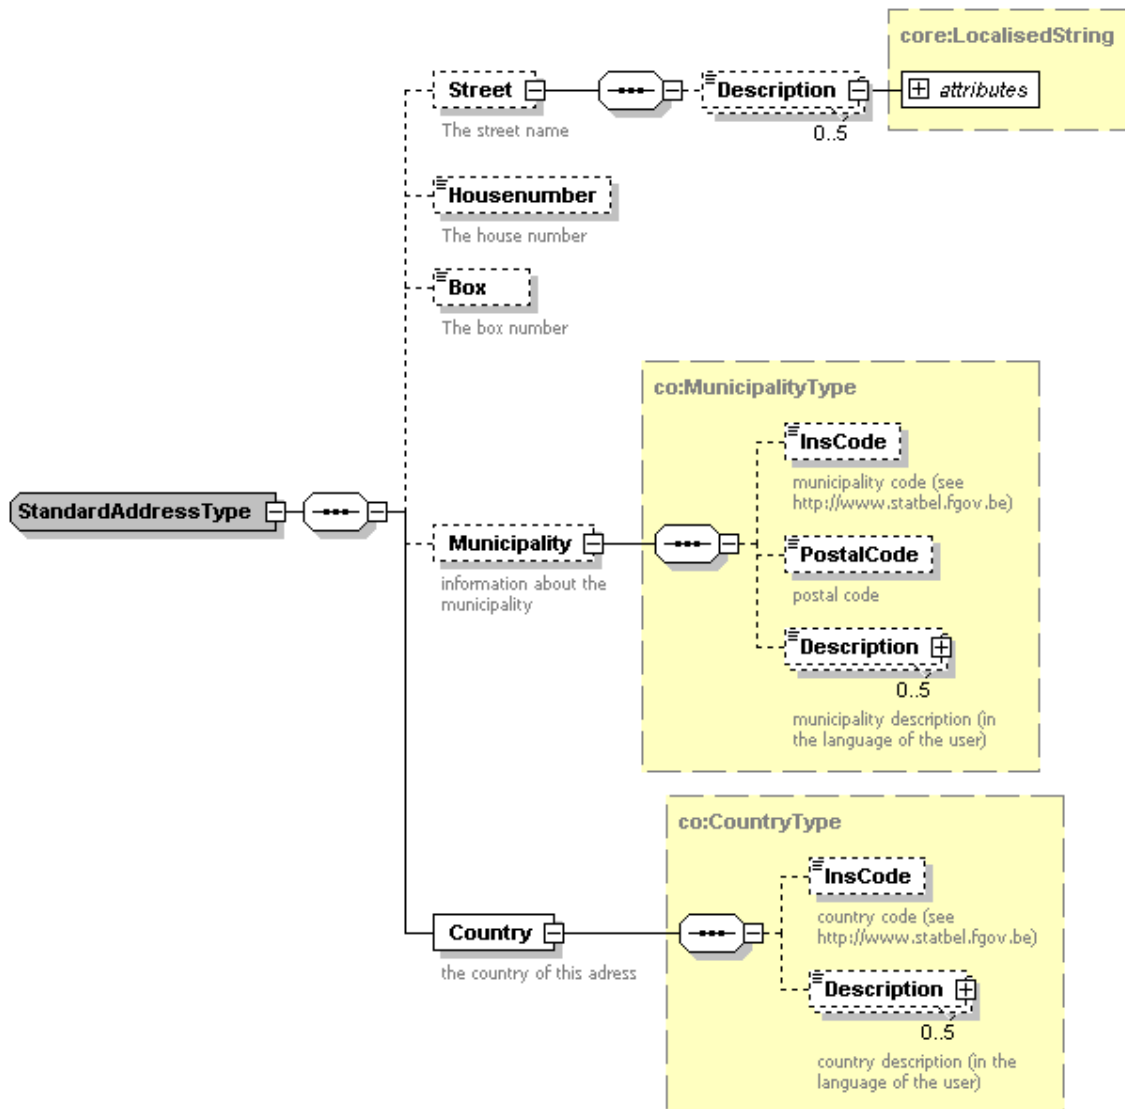 core:LocalisedString
Street
Description
attributes
The street name
0..5
Housenumber
The house number
Box
The box number
co:MunicipalityType
InsCode
municipality code (see
http://www.statbel.fgov.be)
StandardAddressType
Municipality
information about the
municipality
PostalCode
postal code
Description
0..5
municipality description (in
the language of the user)
co:CountryType
InsCode
country code (see
http://www.statbel.fgov.be)
Country
the country of this adress
Description
0..5
country description (in the
language of the user)